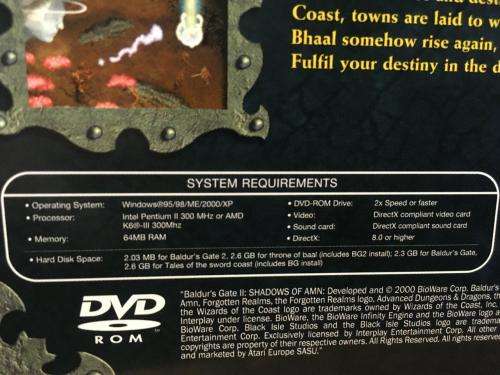 Coast, towns are laid to w
Bhaal somehow rise again,
Fulfil your destiny in the d
SYSTEM REQUIREMENTS
• Operating System: Windows®95/98/ME/2000/XP
• Processor: Intel Pentium II 300 MHz or AMD
K6®-III 300Mhz
• Memory: 64MB RAM
• DVD-ROM Drive: 2x Speed or faster
• Video: DirectX compliant video card
• Sound card: DirectX compliant sound card
• DirectX: 8.0 or higher
• Hard Disk Space: 2.03 MB for Baldur's Gate 2, 2.6 GB for throne of baal (includes BG2 install); 2.3 GB for Baldur's Gate,
2.6 GB for Tales of the sword coast (includes BG install)
DVD
ROM
"Baldur's Gate II: SHADOWS OF AMN: Developed and © 2000 BioWare Corp. Baldur's
Amn, Forgotten Realms, the Forgotten Realms logo, Advanced Dungeons & Dragons, th
the Wizards of the Coast logo are trademarks owned by Wizards of the Coast, Inc.
Interplay under license. BioWare, the BioWare Infinity Engine and the BioWare logo a
BioWare Corp. Black Isle Studios and the Black Isle Studios logo are tradema
Entertainment Corp. Exclusively licensed by Interplay Entertainment Corp. All other
copyrights are property of their respective owners. All Rights Reserved. All rights reserve
and marketed by Atari Europe SASU."